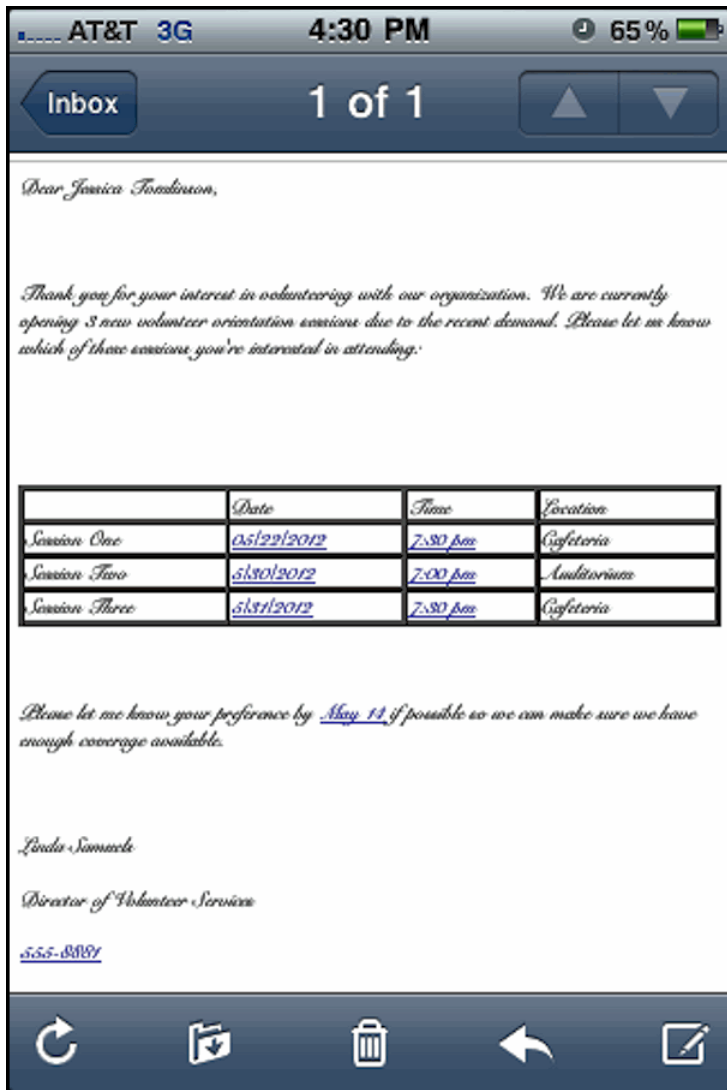 AT&T 3G 4:30 PM 65%
Inbox 1 of 1
Dear Jessica Tomlinson,
Thank you for your interest in volunteering with our organization. We are currently
opening 3 new volunteer orientation sessions due to the recent demand. Please let us know
which of these sessions you're interested in attending:
Date Time Location
Session One 05/22/2012 7:30 pm Cafeteria
Session Two 5/30/2012 7:00 pm Auditorium
Session Three 5/31/2012 7:30 pm Cafeteria
Please let me know your preference by May 14 if possible so we can make sure we have
enough coverage available.
Linda Samuels
Director of Volunteer Services
555-8881